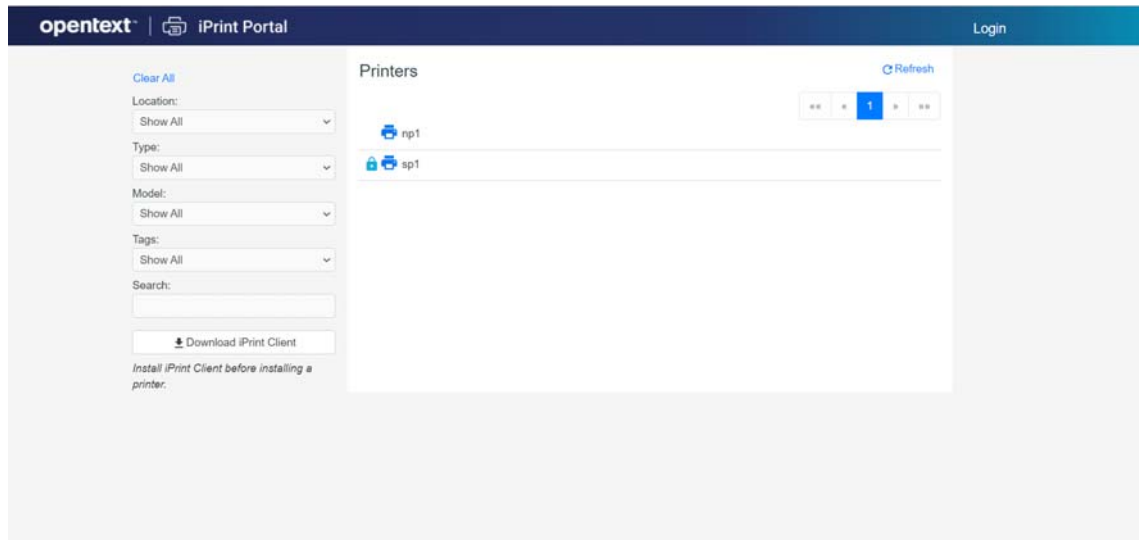 opentext™ | iPrint Portal
Login
Clear All
Location:
Show All
Type:
Show All
Model:
Show All
Tags:
Show All
Search:
Download iPrint Client
Install iPrint Client before installing a
printer.
Printers
Refresh
«« « 1 » »»
np1
sp1